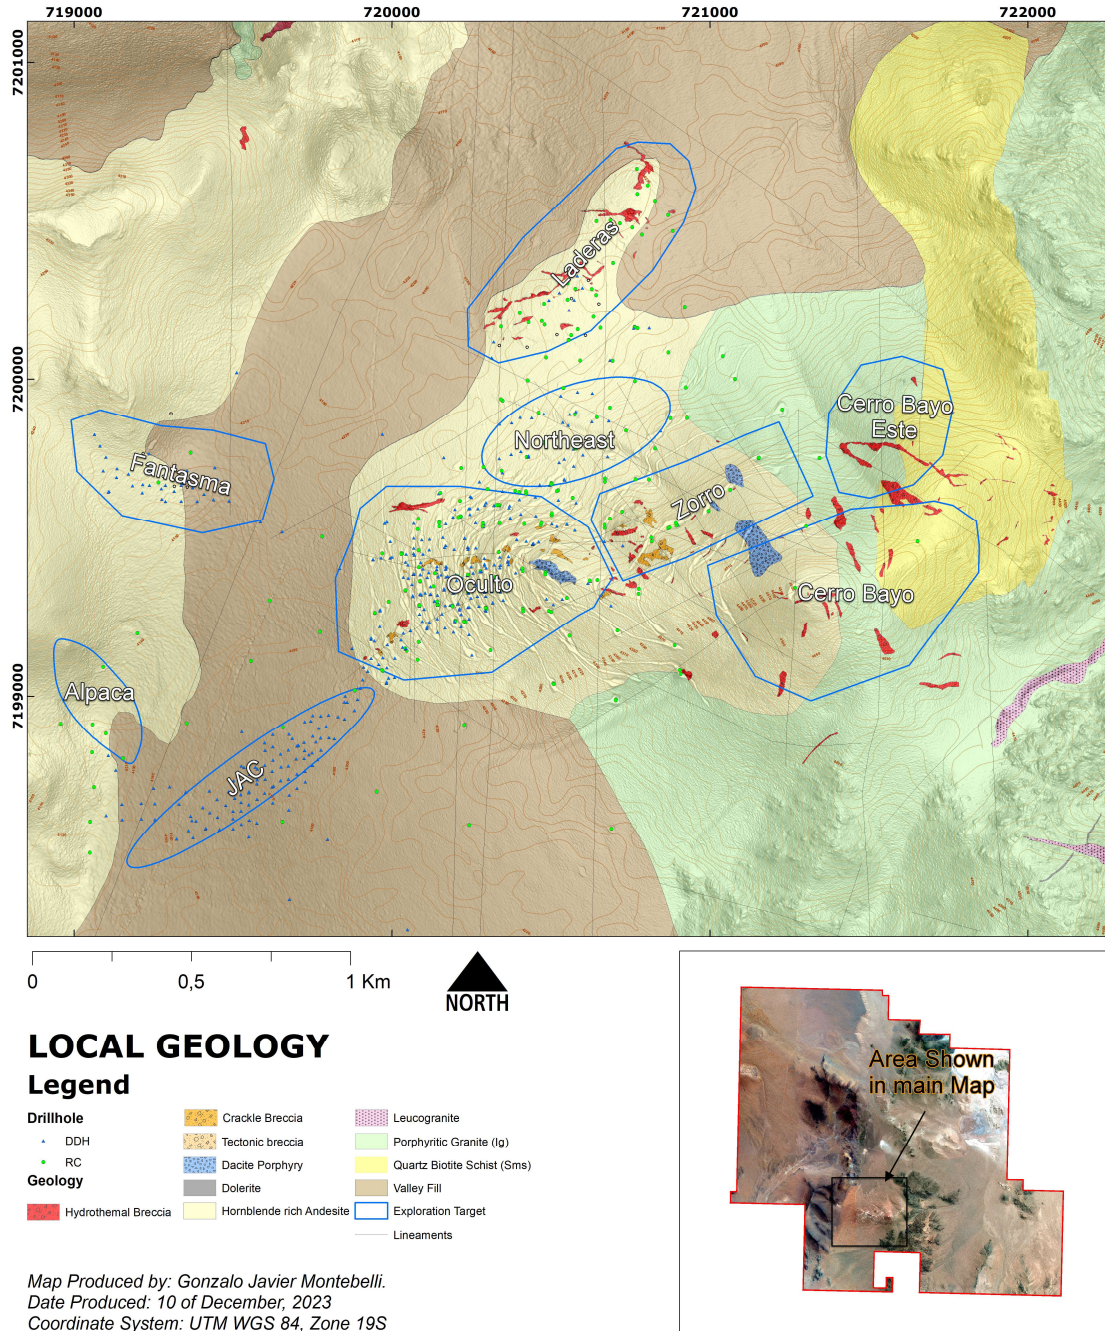 719000
720000
721000
722000
7201000
7200000
7199000
Laderas
Cerro Bayo
Este
Northeast
Fantasma
Zorro
Oculto
Cerro Bayo
Alpaca
JAC
0
0,5
1 Km
NORTH
Area Shown
in main Map
LOCAL GEOLOGY
Legend
Drillhole
DDH
RC
Geology
Hydrothemal Breccia
Crackle Breccia
Tectonic breccia
Dacite Porphyry
Dolerite
Hornblende rich Andesite
Leucogranite
Porphyritic Granite (Ig)
Quartz Biotite Schist (Sms)
Valley Fill
Exploration Target
Lineaments
Map Produced by: Gonzalo Javier Montebelli.
Date Produced: 10 of December, 2023
Coordinate System: UTM WGS 84, Zone 19S